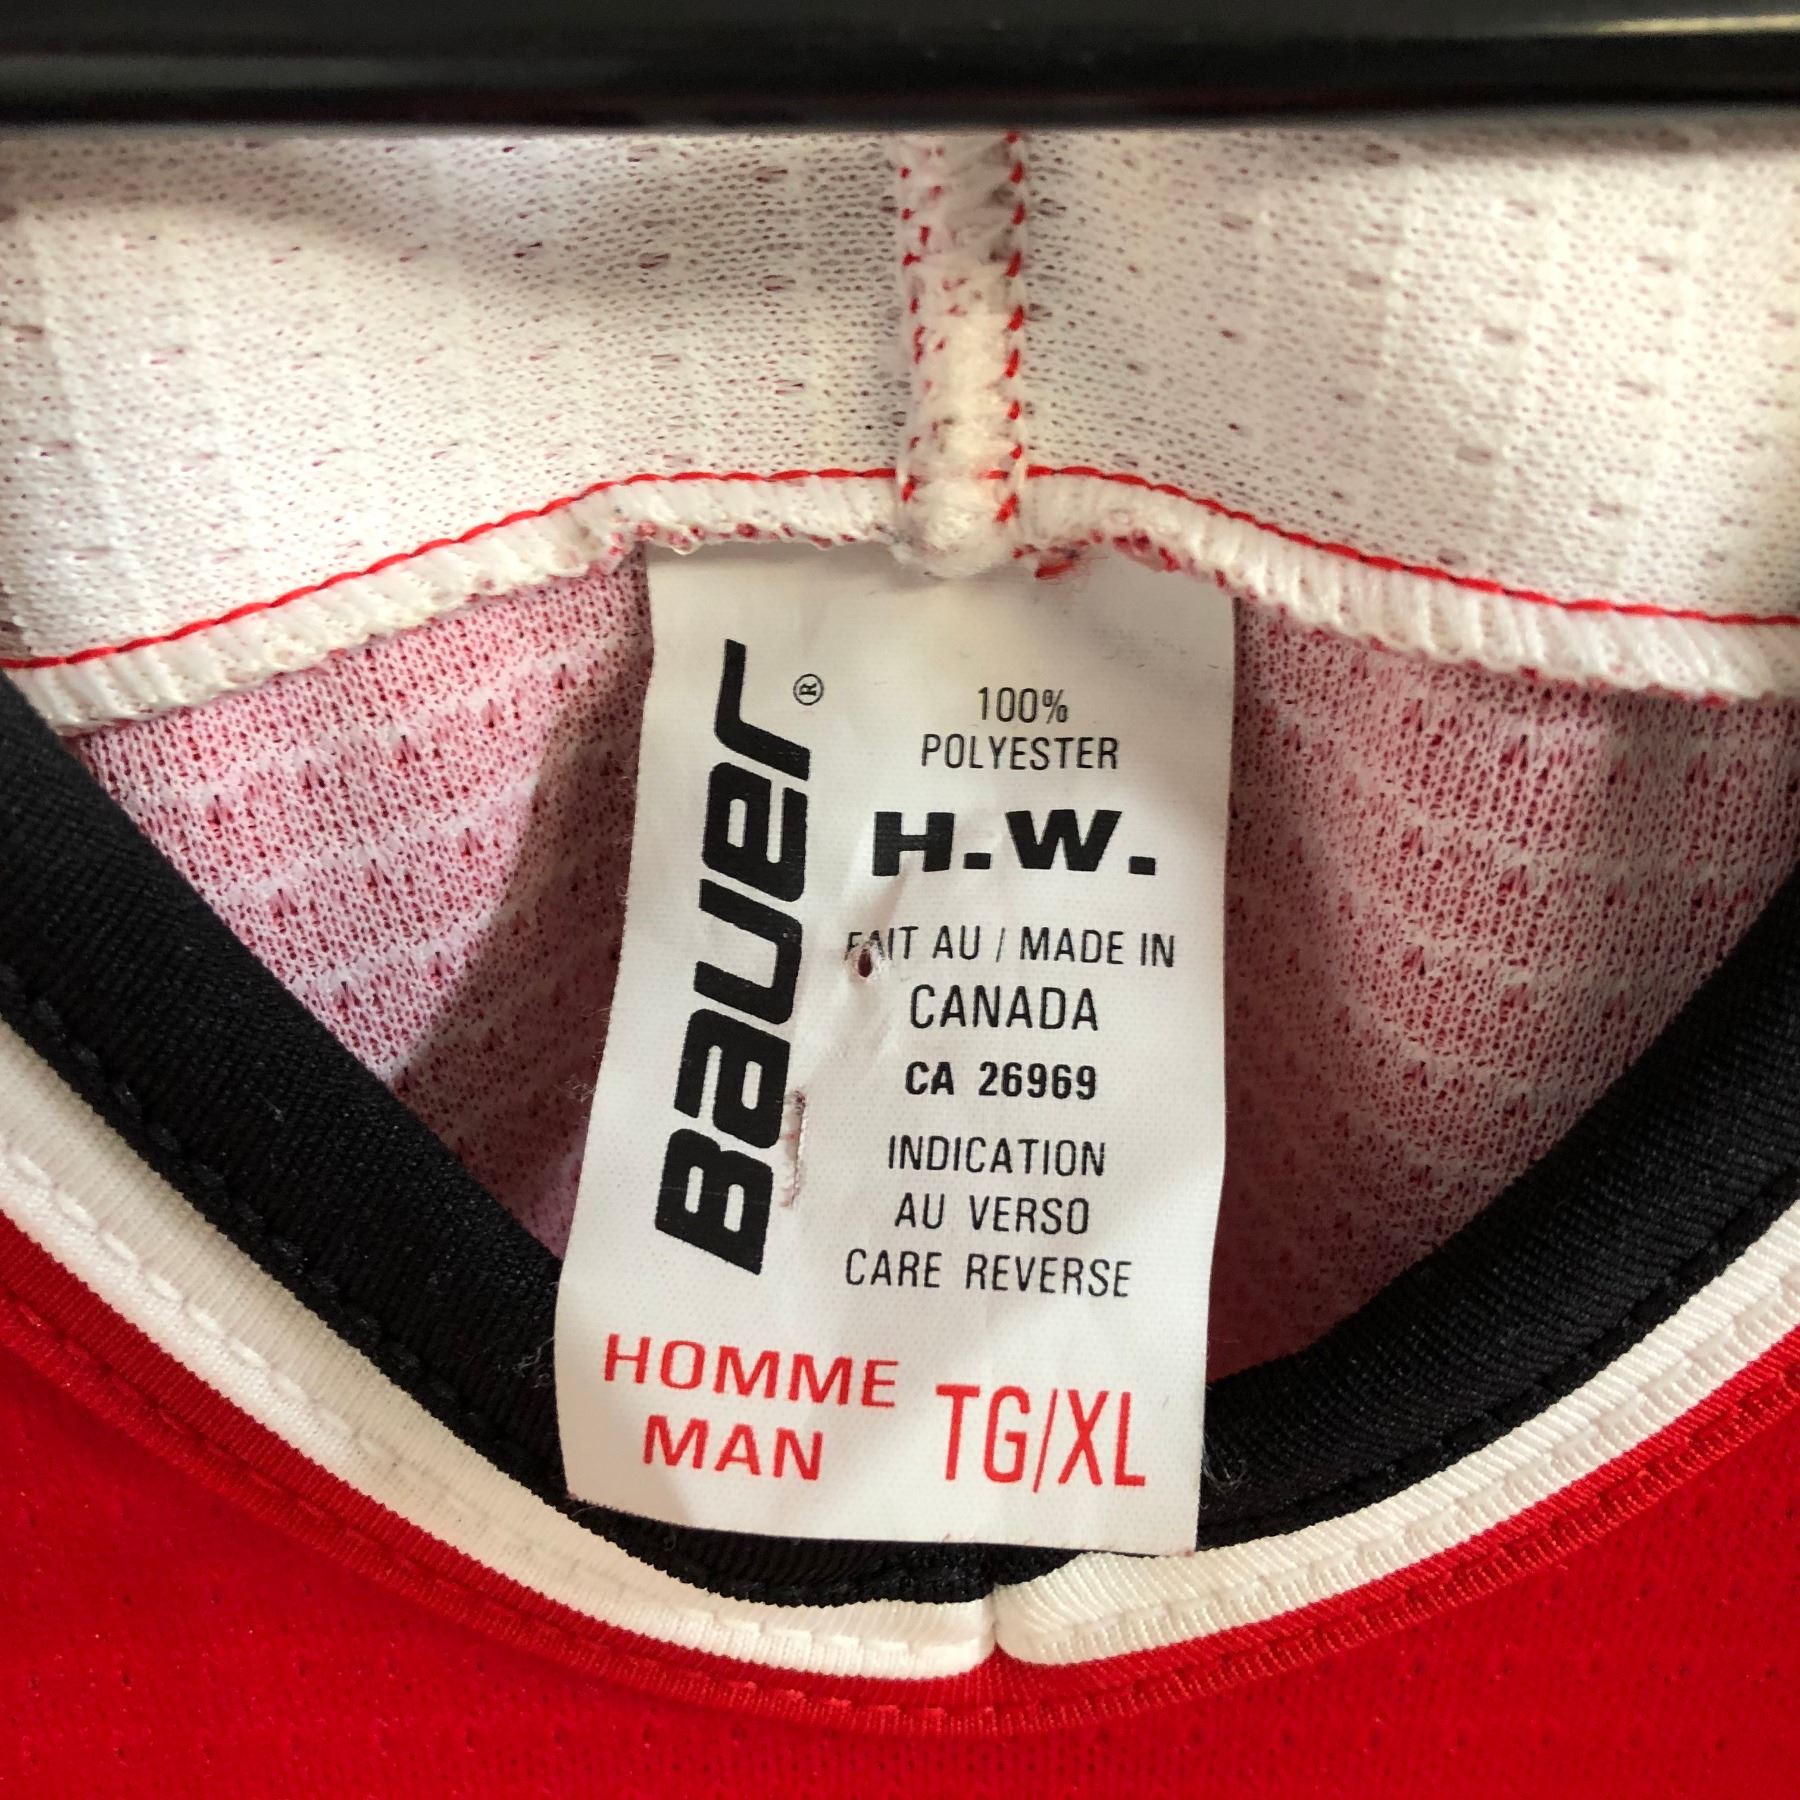 Bauer®
100%
POLYESTER
H.W.
FAIT AU / MADE IN
CANADA
CA 26969
INDICATION
AU VERSO
CARE REVERSE
HOMME
MAN
TG/XL